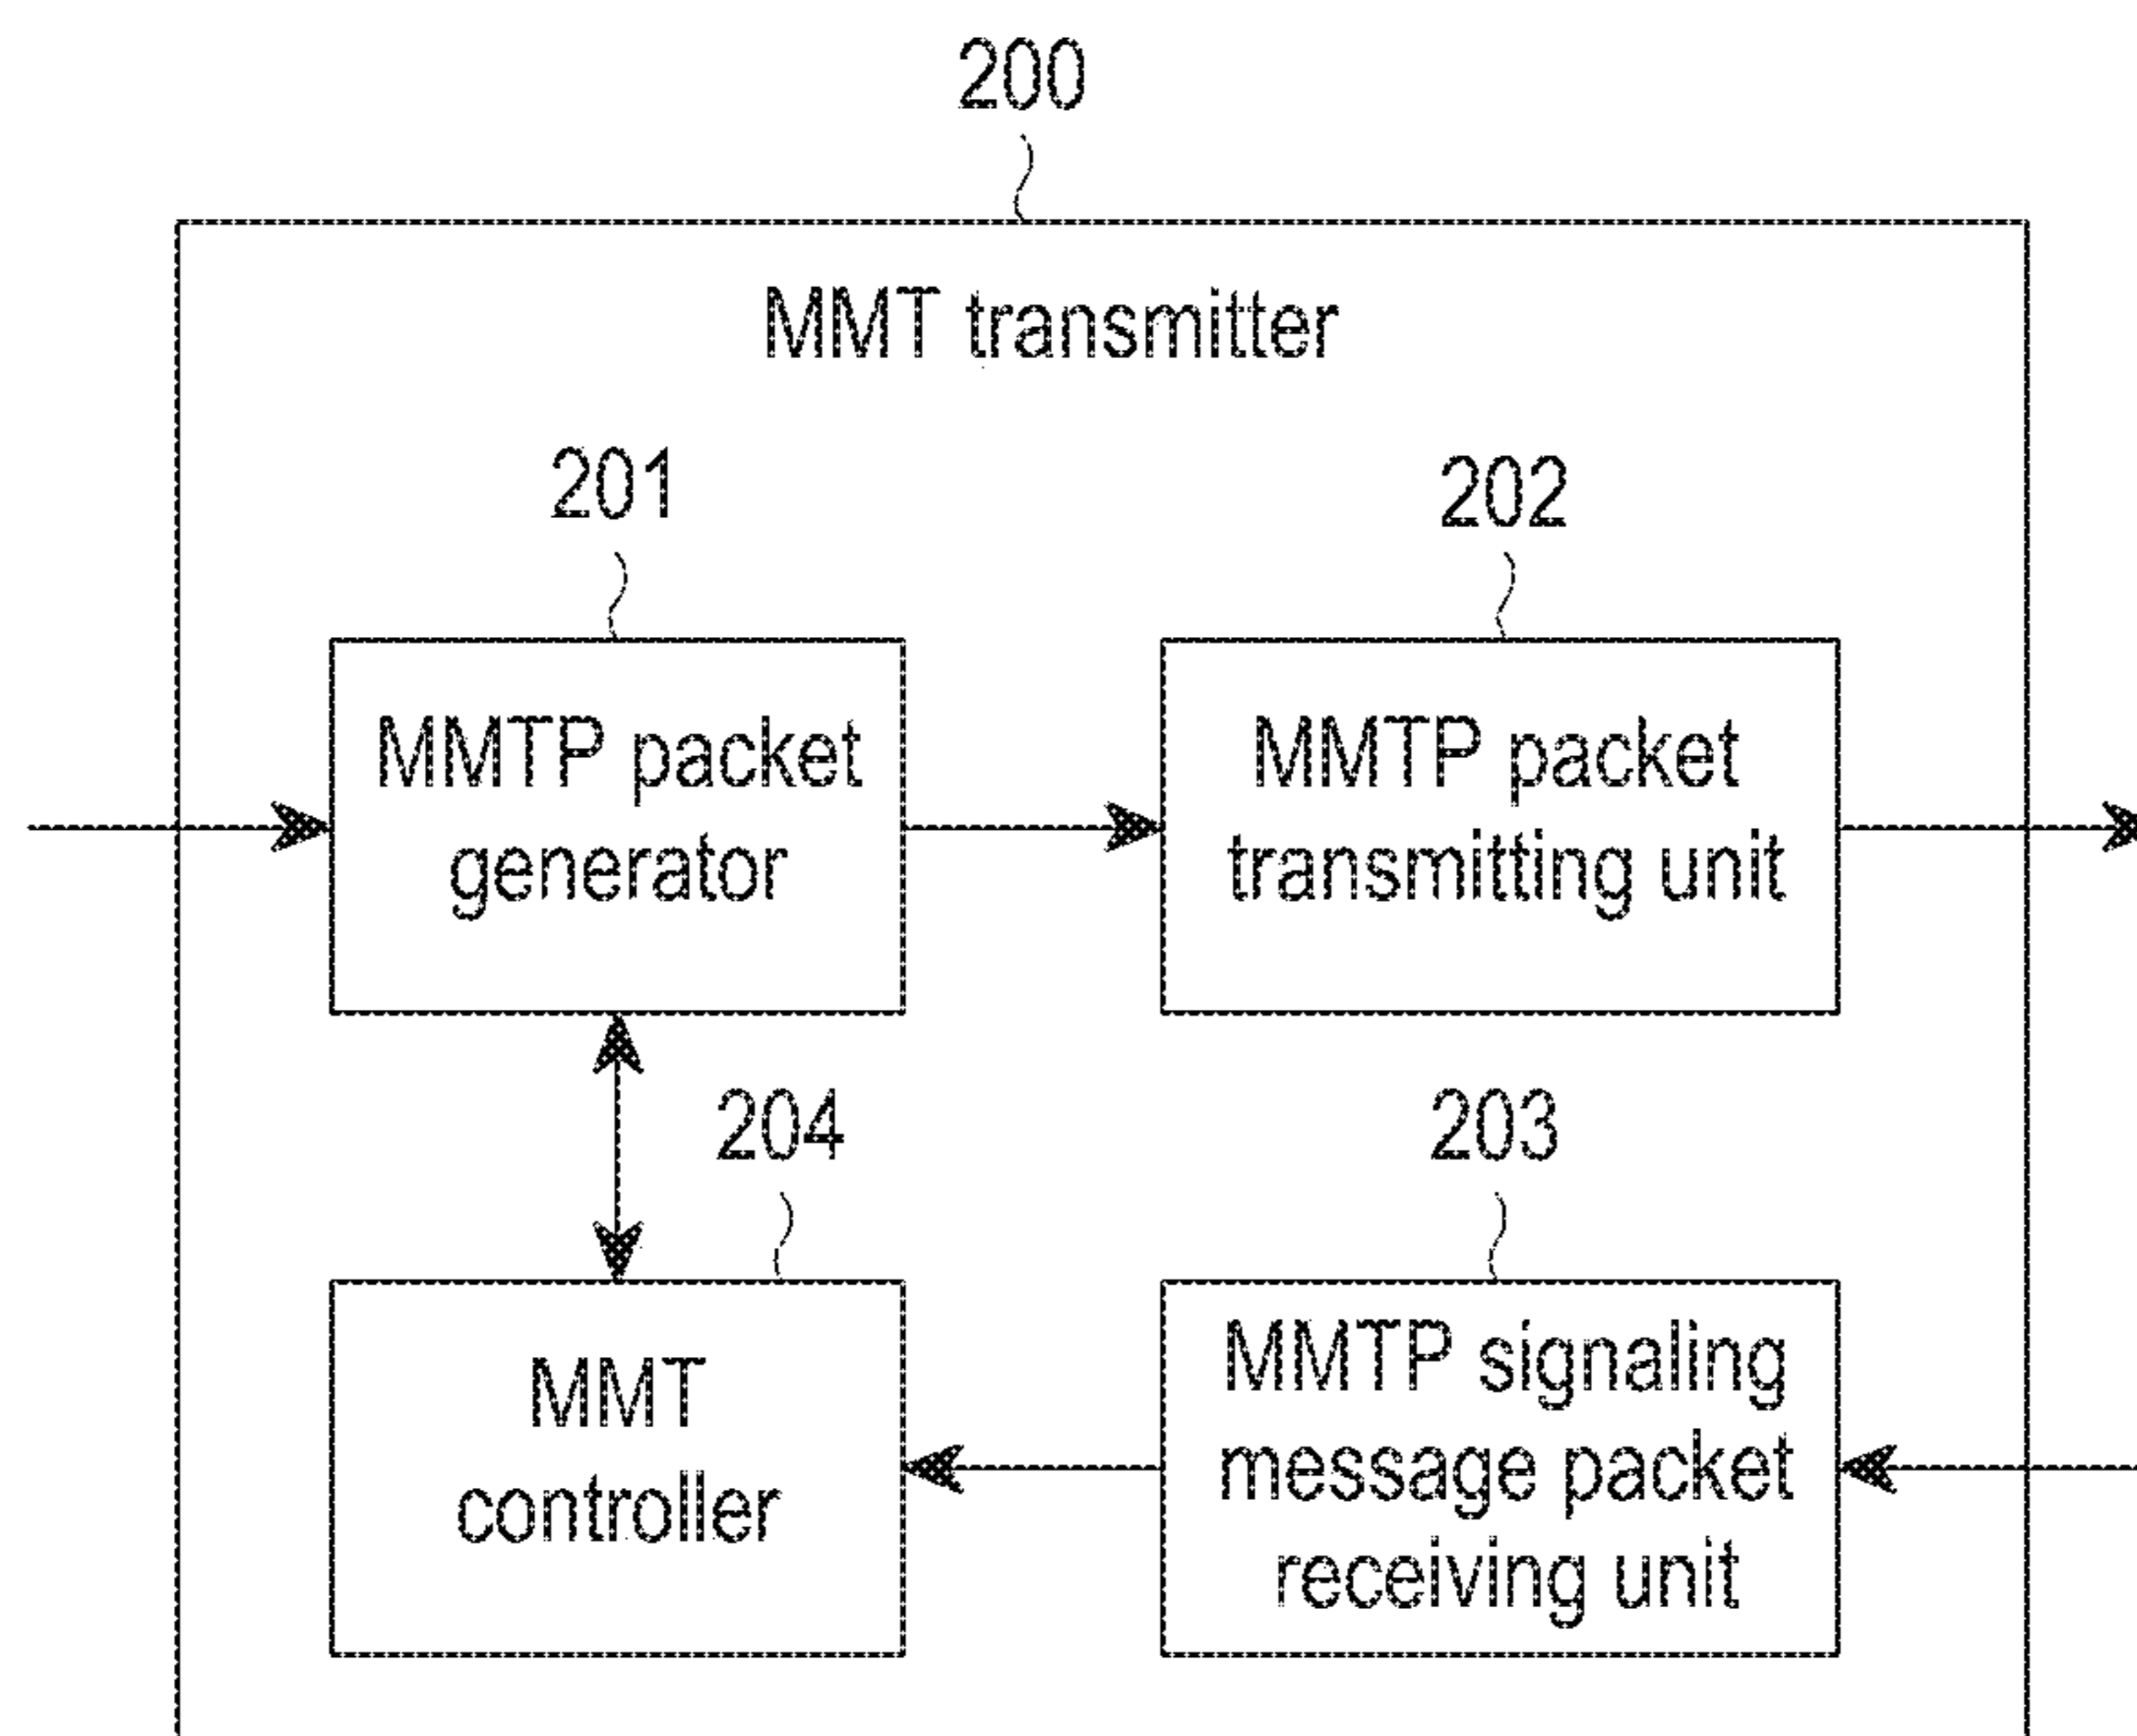 200
MMT transmitter
201
202
MMTP packet
generator
MMTP packet
transmitting unit
204
203
MMT
controller
MMTP signaling
message packet
receiving unit